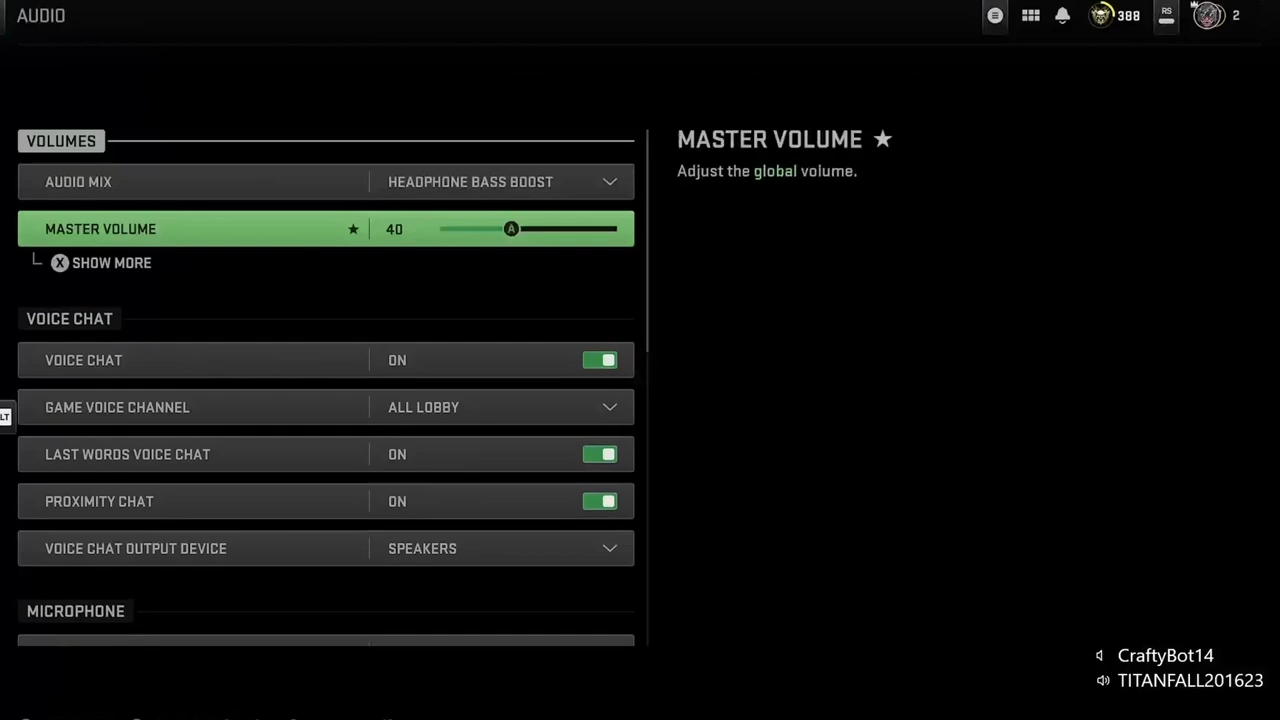 AUDIO
388
RS
2
VOLUMES
AUDIO MIX
HEADPHONE BASS BOOST
MASTER VOLUME
40
A
X SHOW MORE
MASTER VOLUME
Adjust the global volume.
VOICE CHAT
VOICE CHAT
ON
GAME VOICE CHANNEL
ALL LOBBY
LT
LAST WORDS VOICE CHAT
ON
PROXIMITY CHAT
ON
VOICE CHAT OUTPUT DEVICE
SPEAKERS
MICROPHONE
CraftyBot14
TITANFALL201623